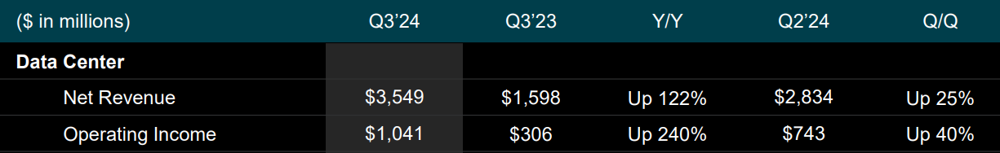 ($ in millions) Q3’24 Q3’23 Y/Y Q2’24 Q/Q
Data Center
Net Revenue $3,549 $1,598 Up 122% $2,834 Up 25%
Operating Income $1,041 $306 Up 240% $743 Up 40%